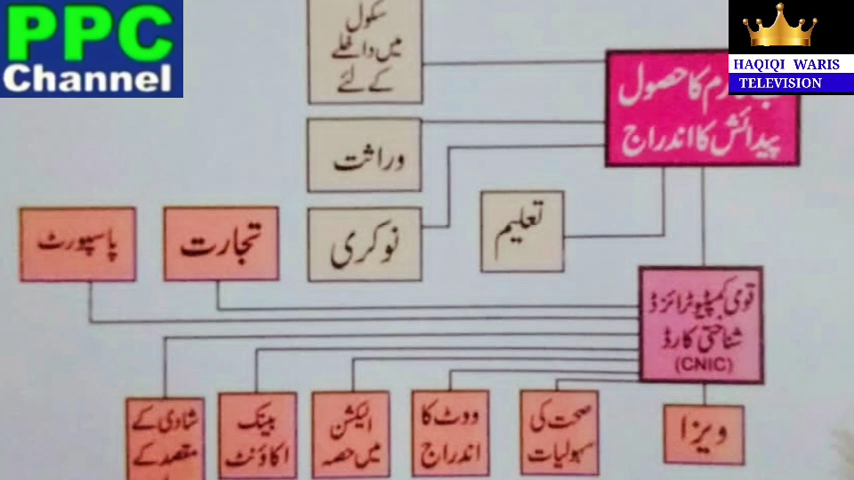 PPC
Channel
HAQIQI WARIS
TELEVISION
کا حصول
پیدائش کا اندراج
سکول
میں داخلے
کے لئے
وراثت
نوکری
تعلیم
تجارت
پاسپورٹ
قومی کمپیوٹرائزڈ
شناختی کارڈ
(CNIC)
ویزا
صحت کی
سہولیات
ووٹ کا
اندراج
الیکشن
میں حصہ
بینک
اکاؤنٹ
شادی کے
مقصد کے